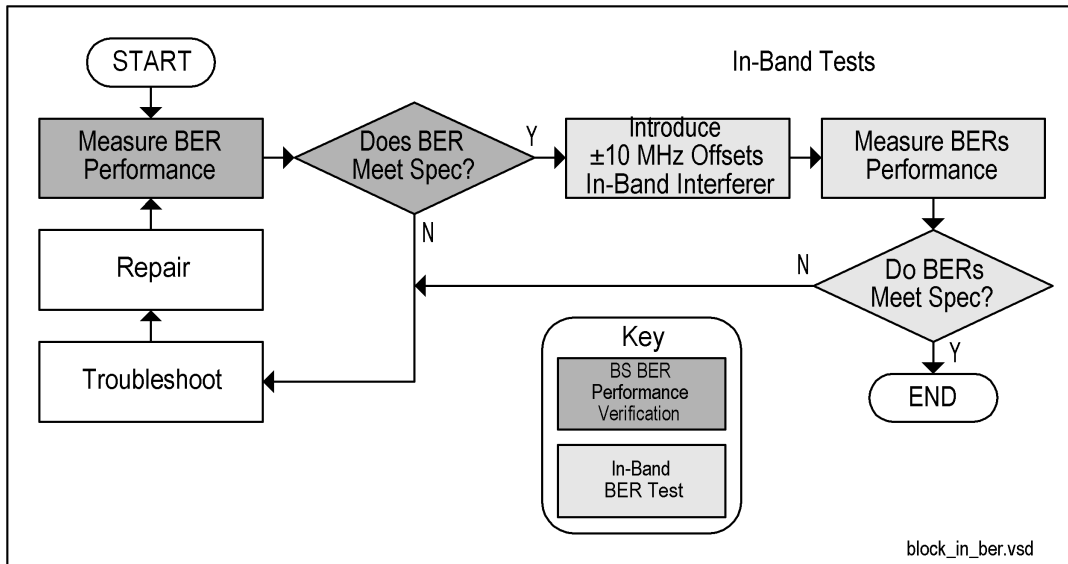 START
In-Band Tests
Measure BER
Performance
Does BER
Meet Spec?
Y
Introduce
±10 MHz Offsets
In-Band Interferer
Measure BERs
Performance
N
Repair
N
Do BERs
Meet Spec?
Troubleshoot
Y
END
Key
BS BER
Performance
Verification
In-Band
BER Test
block_in_ber.vsd